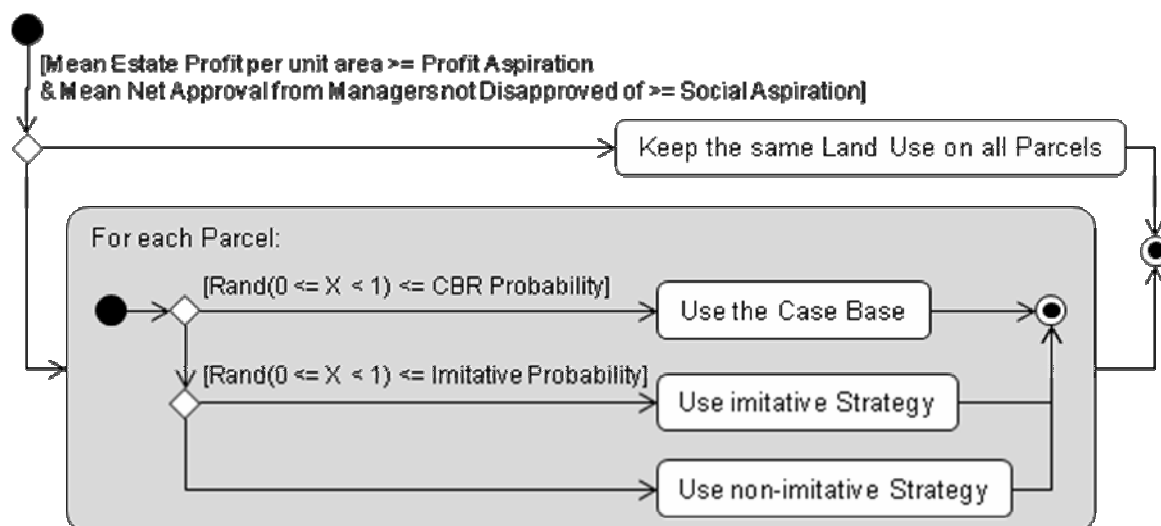 [Mean Estate Profit per unit area >= Profit Aspiration
& Mean Net Approval from Managers not Disapproved of >= Social Aspiration]
Keep the same Land Use on all Parcels
For each Parcel:
[Rand(0 <= X < 1) <= CBR Probability]
Use the Case Base
[Rand(0 <= X < 1) <= Imitative Probability]
Use imitative Strategy
Use non-imitative Strategy